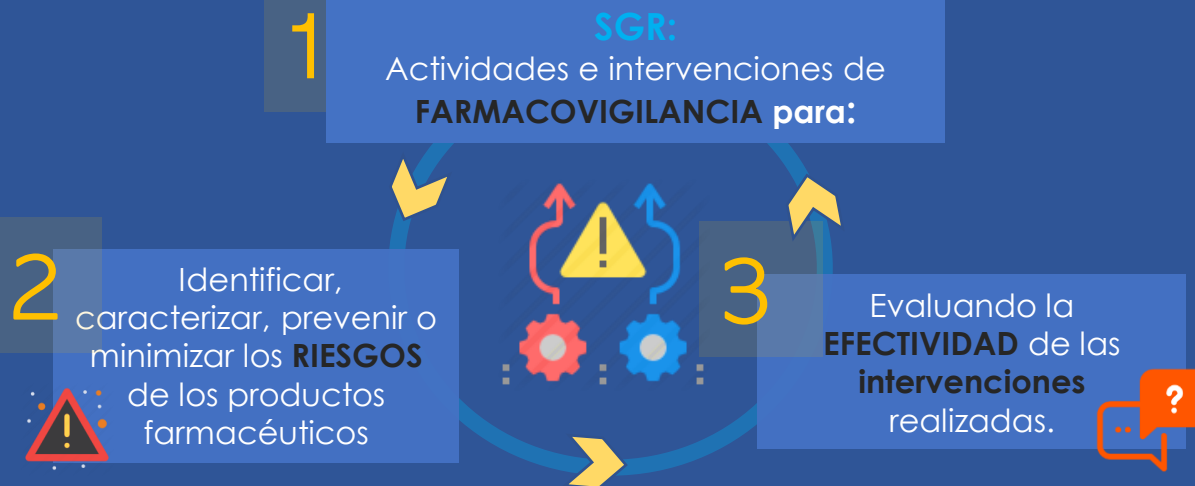 1
SGR:
Actividades e intervenciones de
FARMACOVIGILANCIA para:
2
Identificar,
caracterizar, prevenir o
minimizar los RIESGOS
de los productos
farmacéuticos
3
Evaluando la
EFECTIVIDAD de las
intervenciones
realizadas.